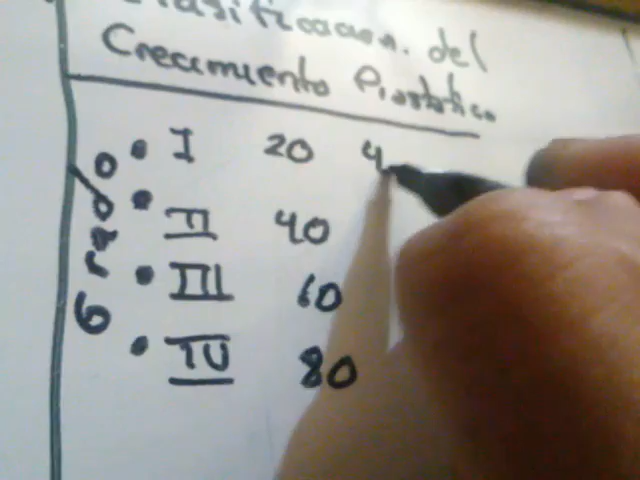 Clasificacion. del
Crecimiento Prostatico
Grado
I 20 4
II 40
III 60
IV 80